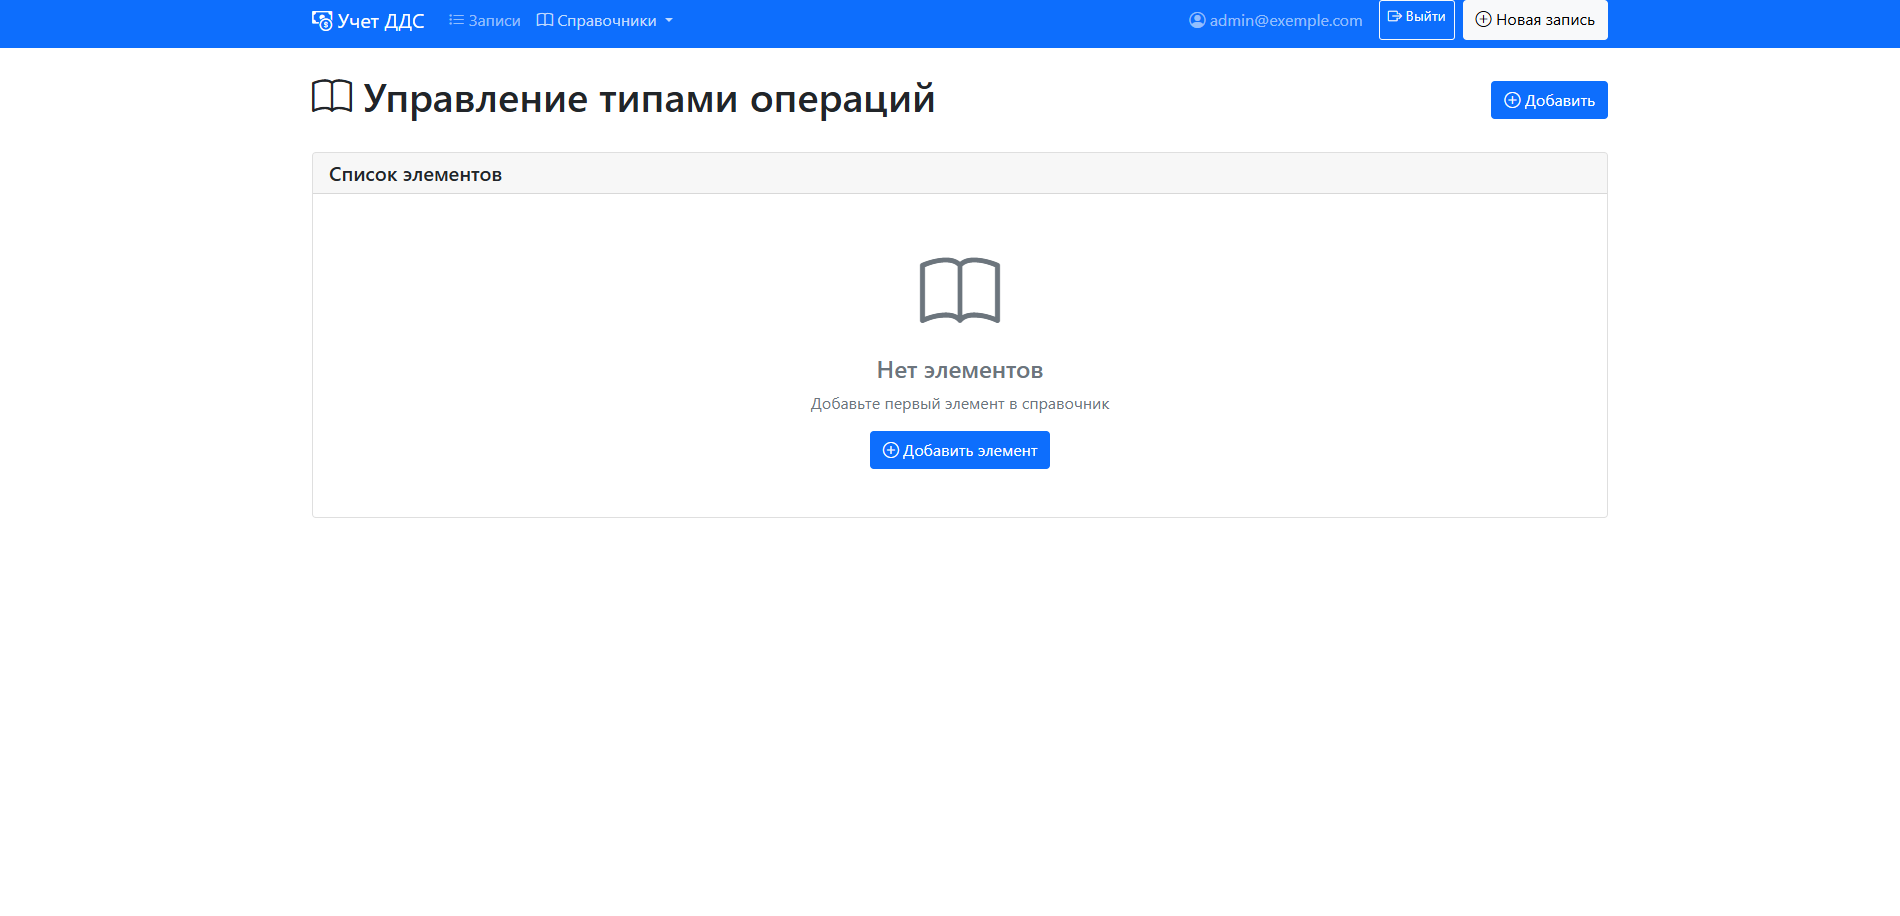 Учет ДДС Записи Справочники admin@exemple.com Выйти Новая запись
Управление типами операций Добавить
Список элементов
Нет элементов
Добавьте первый элемент в справочник
Добавить элемент